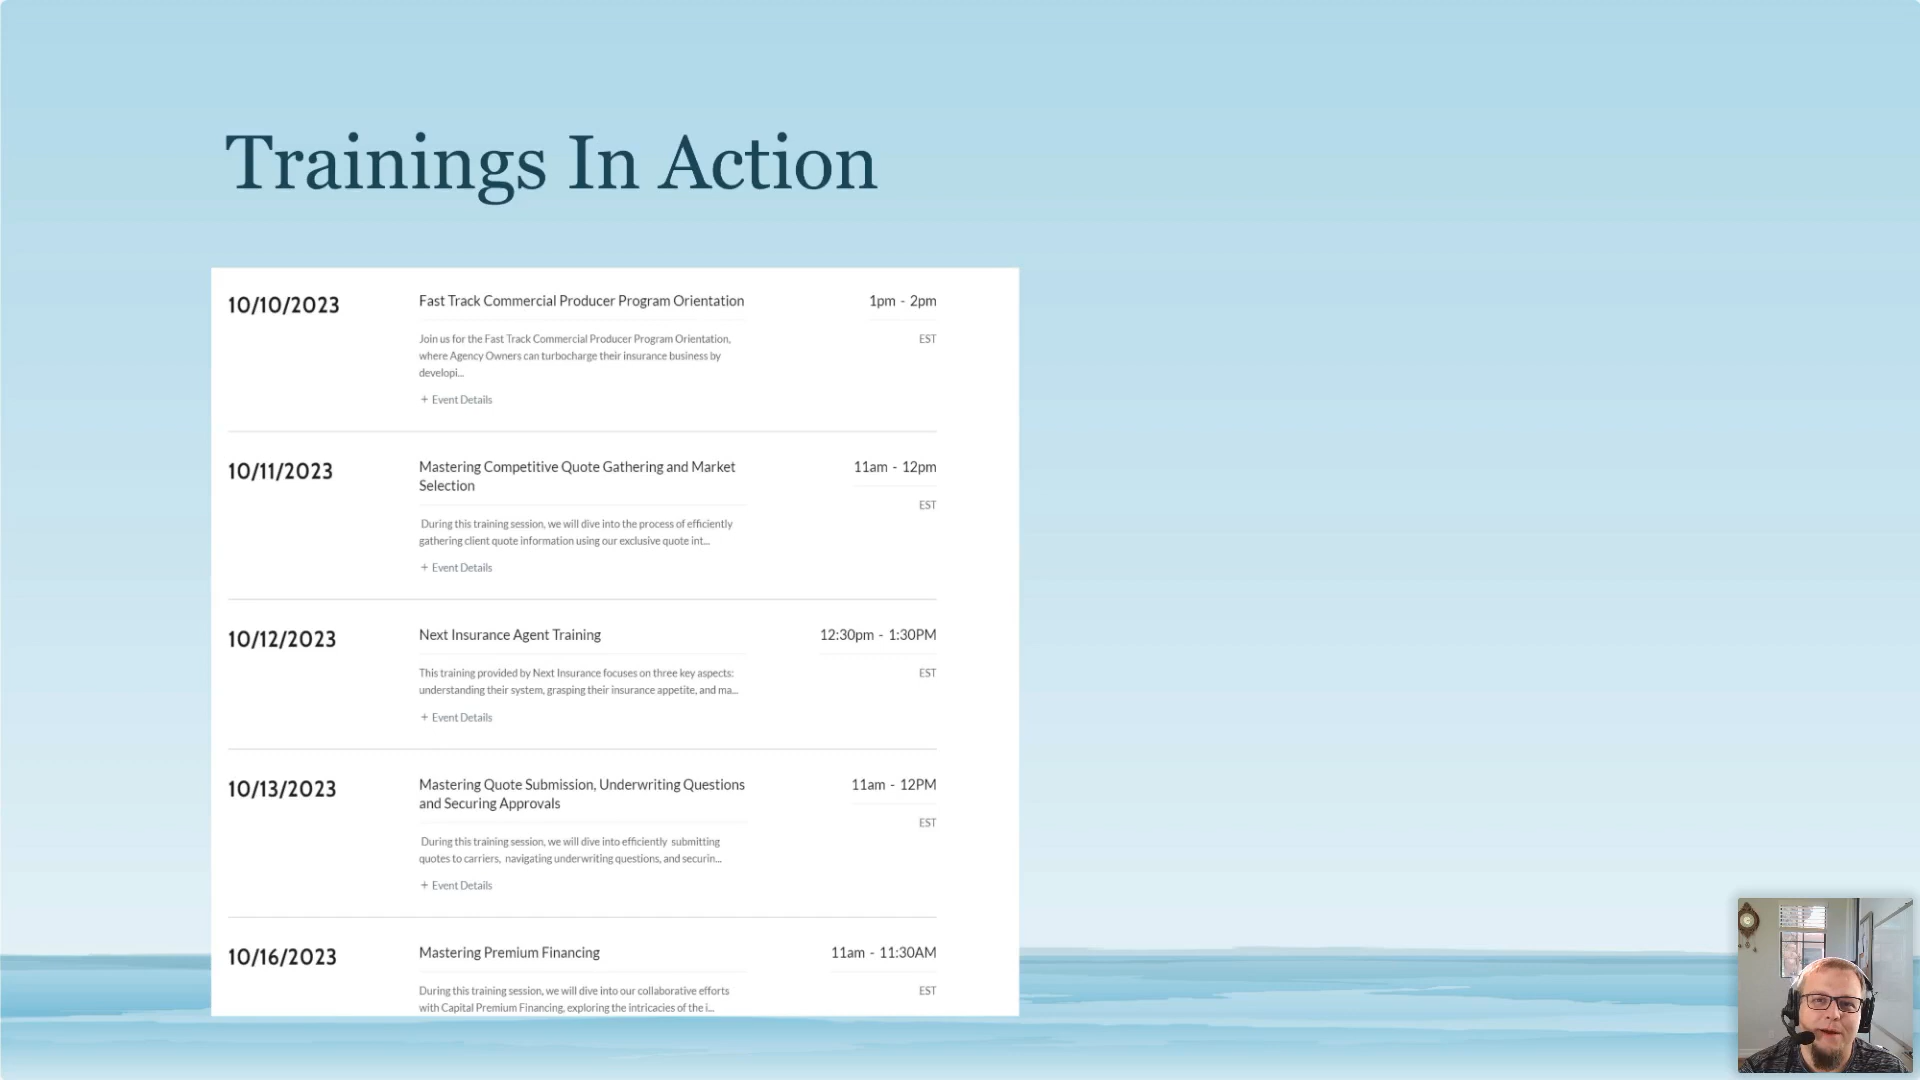 Trainings In Action
10/10/2023
Fast Track Commercial Producer Program Orientation
1pm - 2pm
Join us for the Fast Track Commercial Producer Program Orientation,
where Agency Owners can turbocharge their insurance business by
developi...
EST
+ Event Details
10/11/2023
Mastering Competitive Quote Gathering and Market
Selection
11am - 12pm
EST
During this training session, we will dive into the process of efficiently
gathering client quote information using our exclusive quote int...
+ Event Details
10/12/2023
Next Insurance Agent Training
12:30pm - 1:30PM
This training provided by Next Insurance focuses on three key aspects:
understanding their system, grasping their insurance appetite, and ma...
EST
+ Event Details
10/13/2023
Mastering Quote Submission, Underwriting Questions
and Securing Approvals
11am - 12PM
EST
During this training session, we will dive into efficiently submitting
quotes to carriers, navigating underwriting questions, and securin...
+ Event Details
10/16/2023
Mastering Premium Financing
11am - 11:30AM
During this training session, we will dive into our collaborative efforts
with Capital Premium Financing, exploring the intricacies of the i...
EST